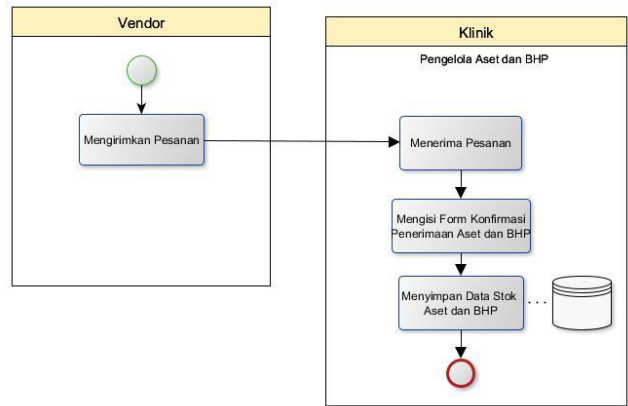 Vendor
Mengirimkan Pesanan
Klinik
Pengelola Aset dan BHP
Menerima Pesanan
Mengisi Form Konfirmasi
Penerimaan Aset dan BHP
Menyimpan Data Stok
Aset dan BHP